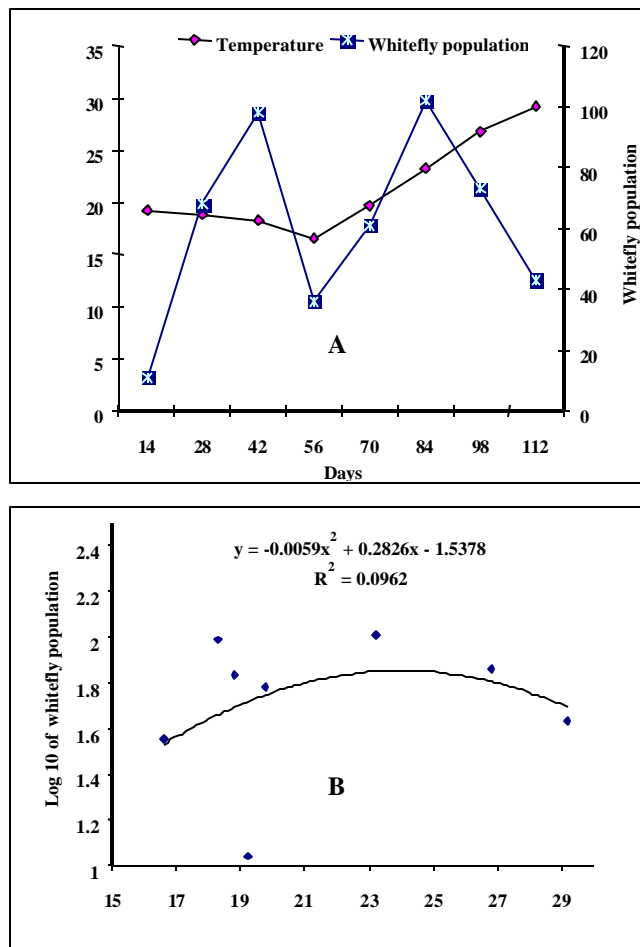 Temperature Whitefly population
35
30
25
20
15
10
5
0
120
100
80
60
40
20
0
Whitefly population
A
14 28 42 56 70 84 98 112
Days
y = -0.0059x² + 0.2826x - 1.5378
R² = 0.0962
Log 10 of whitefly population
2.4
2.2
2
1.8
1.6
1.4
1.2
1
B
15 17 19 21 23 25 27 29